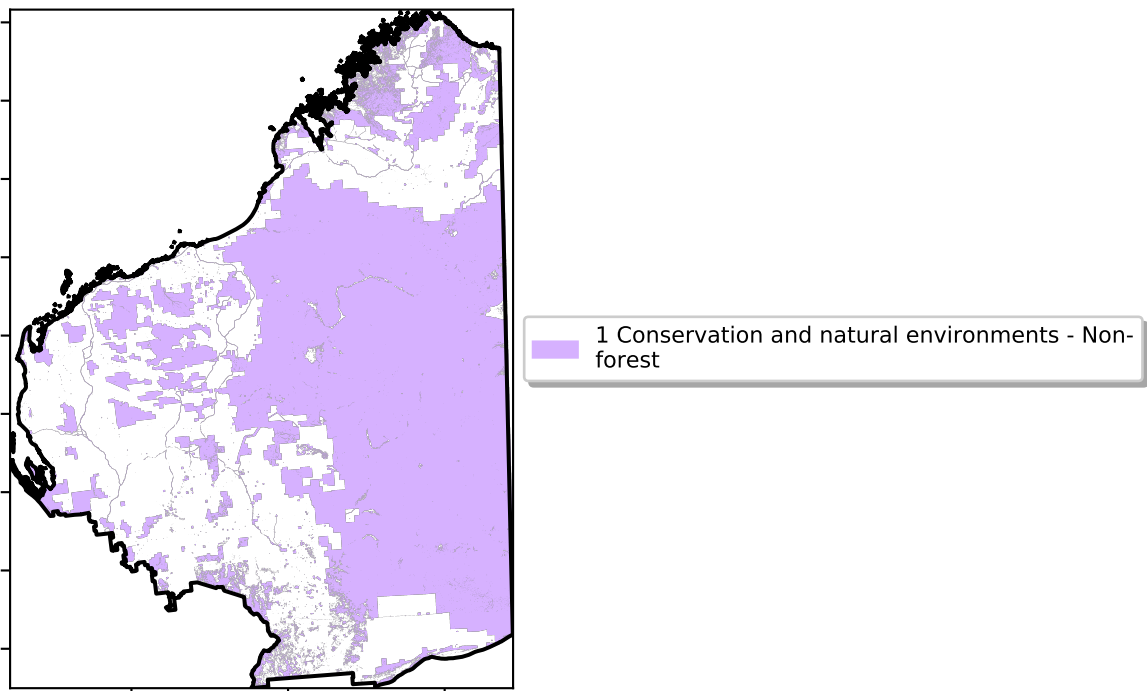 1 Conservation and natural environments - Non-
forest